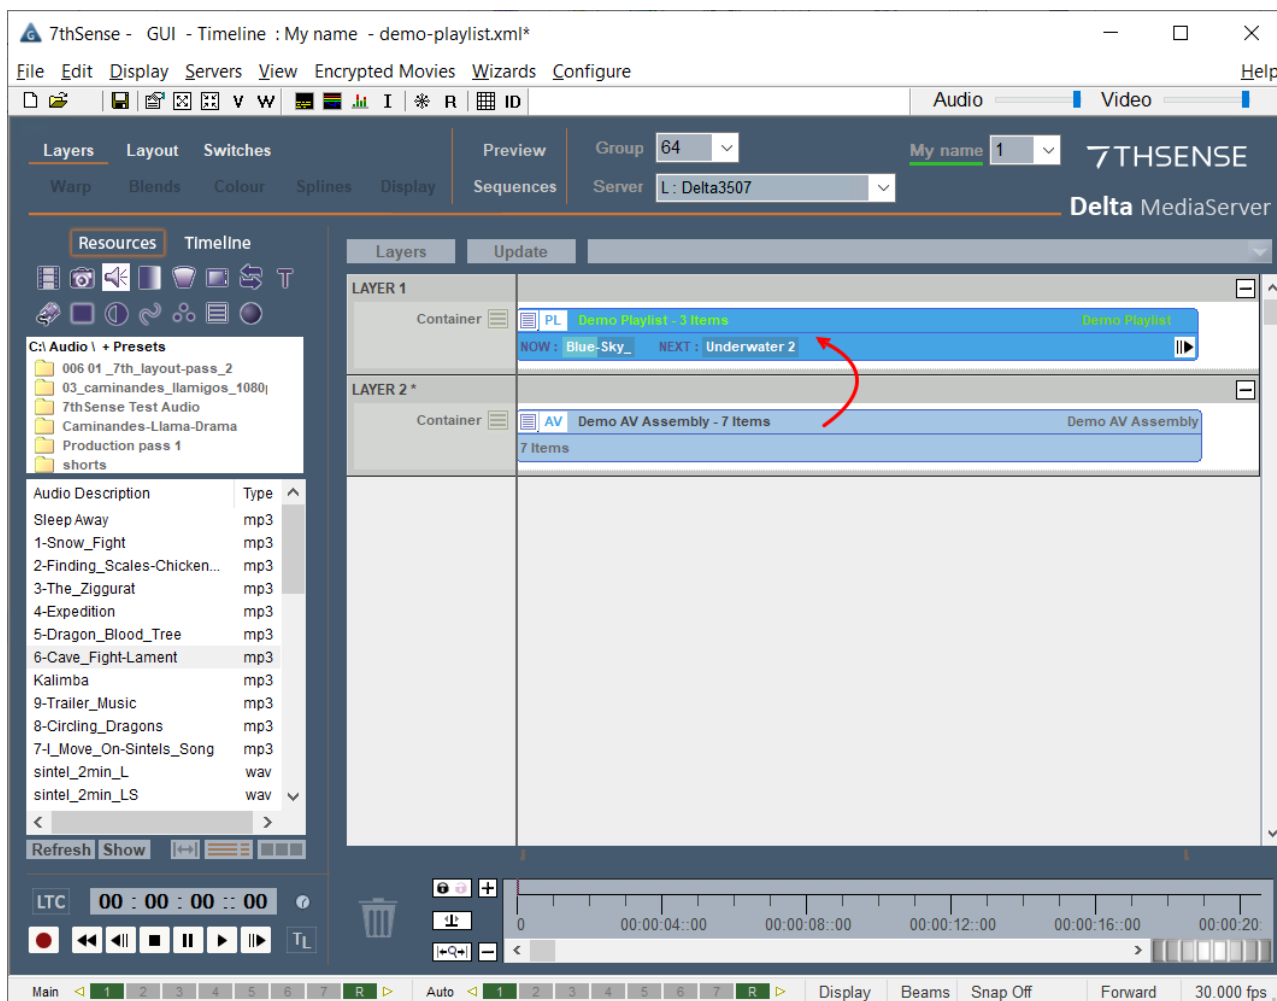 7thSense - GUI - Timeline : My name - demo-playlist.xml*
File Edit Display Servers View Encrypted Movies Wizards Configure Help
V W I R ID Audio Video
Layers Layout Switches Preview Group 64 My name 1 7THSENSE
Warp Blends Colour Splines Display Sequences Server L : Delta3507 Delta MediaServer
Resources Timeline
Layers Update
T
LAYER 1
Container PL Demo Playlist - 3 Items Demo Playlist
NOW : Blue-Sky_ NEXT : Underwater 2
C:\ Audio \ + Presets
006 01 _7th_layout-pass_2
03_caminandes_llamigos_1080p
7thSense Test Audio
Caminandes-Llama-Drama
Production pass 1
shorts
LAYER 2 *
Container AV Demo AV Assembly - 7 Items Demo AV Assembly
7 Items
Audio Description Type
Sleep Away mp3
1-Snow_Fight mp3
2-Finding_Scales-Chicken... mp3
3-The_Ziggurat mp3
4-Expedition mp3
5-Dragon_Blood_Tree mp3
6-Cave_Fight-Lament mp3
Kalimba mp3
9-Trailer_Music mp3
8-Circling_Dragons mp3
7-I_Move_On-Sintels_Song mp3
sintel_2min_L wav
sintel_2min_LS wav
Refresh Show
LTC 00 : 00 : 00 :: 00
TL
0 00:00:04::00 00:00:08::00 00:00:12::00 00:00:16::00 00:00:20:
Main 1 2 3 4 5 6 7 R Auto 1 2 3 4 5 6 7 R Display Beams Snap Off Forward 30.000 fps